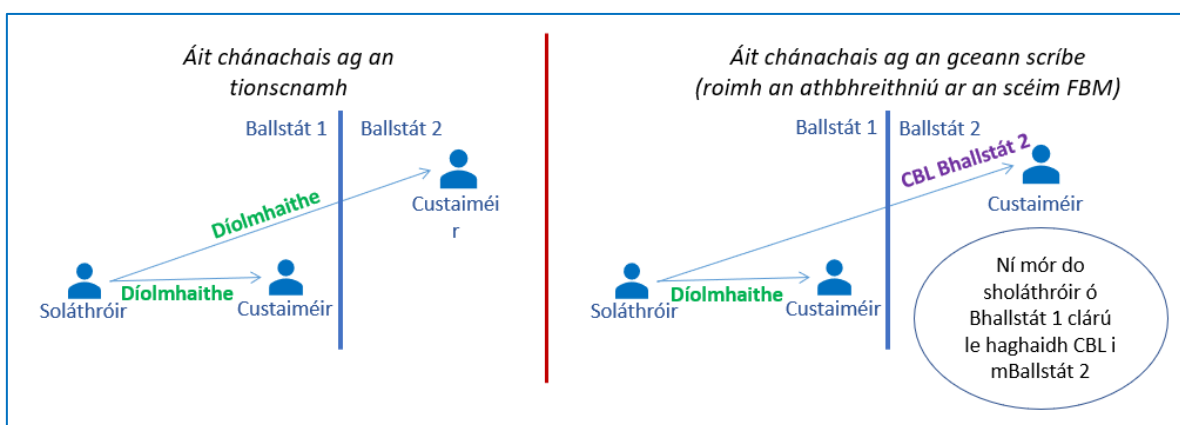 Áit chánachais ag an
tionscnamh
Ballstát 1
Ballstát 2
Díolmhaithe
Custaiméi
r
Díolmhaithe
Soláthróir
Custaiméir
Áit chánachais ag an gceann scríbe
(roimh an athbhreithniú ar an scéim FBM)
Ballstát 1
Ballstát 2
CBL Bhallstát 2
Custaiméir
Díolmhaithe
Soláthróir
Custaiméir
Ní mór do
sholáthróir ó
Bhallstát 1 clárú
le haghaidh CBL i
mBallstát 2